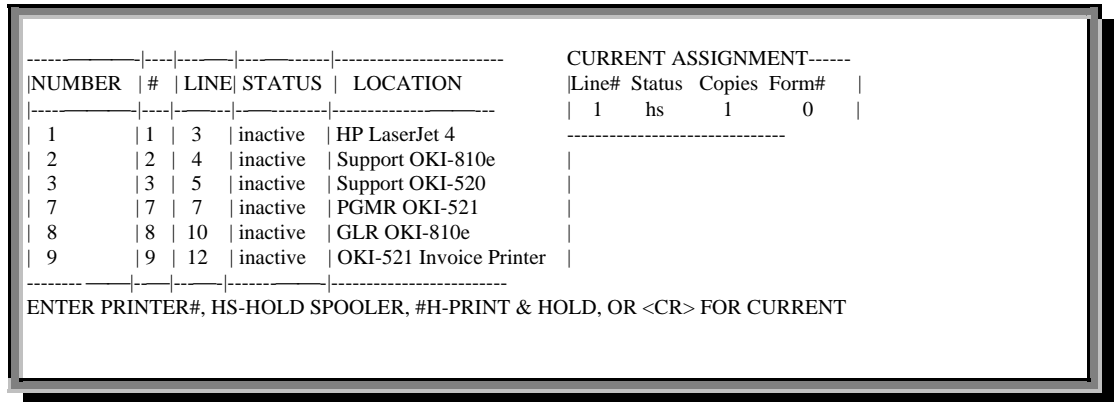 ----------------|----|--------|-------------|------------------------- CURRENT ASSIGNMENT------
|NUMBER | # | LINE| STATUS | LOCATION |Line# Status Copies Form# |
|---------------|----|--------|-------------|------------------------- | 1 hs 1 0 |
| 1 | 1 | 3 | inactive | HP LaserJet 4 -------------------------------
| 2 | 2 | 4 | inactive | Support OKI-810e |
| 3 | 3 | 5 | inactive | Support OKI-520 |
| 7 | 7 | 7 | inactive | PGMR OKI-521 |
| 8 | 8 | 10 | inactive | GLR OKI-810e |
| 9 | 9 | 12 | inactive | OKI-521 Invoice Printer |
----------------|----|--------|-------------|-------------------------
ENTER PRINTER#, HS-HOLD SPOOLER, #H-PRINT & HOLD, OR <CR> FOR CURRENT